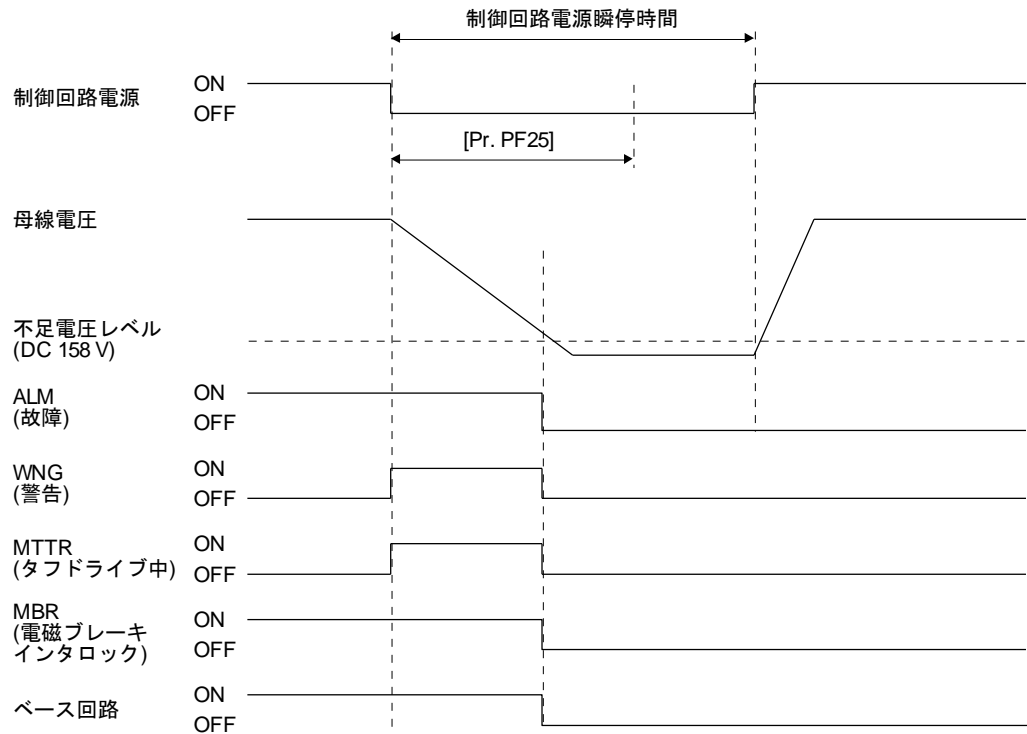 制御回路電源瞬停時間
制御回路電源
ON
OFF
[Pr. PF25]
母線電圧
不足電圧レベル
(DC 158 V)
ALM
(故障)
ON
OFF
WNG
(警告)
ON
OFF
MTTR
(タフドライブ中)
ON
OFF
MBR
(電磁ブレーキ
インタロック)
ON
OFF
ベース回路
ON
OFF